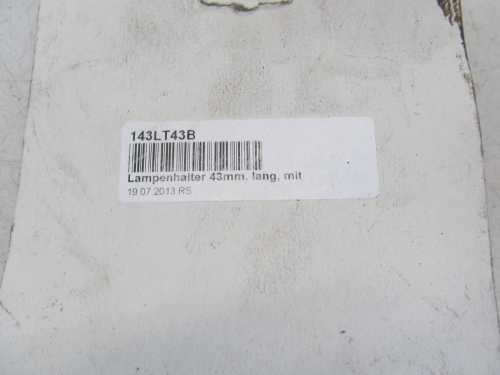 143LT43B
Lampenhalter 43mm. lang, mit
19.07.2013 RS